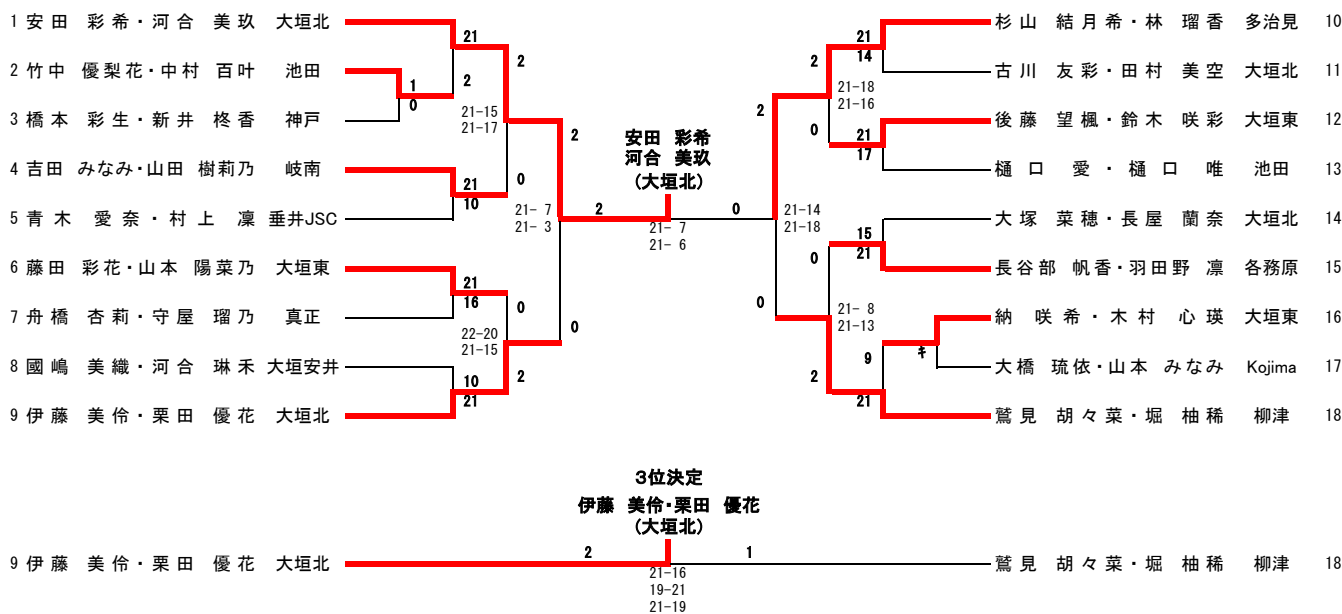 1 安田 彩希・河合 美玖 大垣北
2 竹中 優梨花・中村 百叶 池田
3 橋本 彩生・新井 柊香 神戸
4 吉田 みなみ・山田 樹莉乃 岐南
5 青木 愛奈・村上 凜 垂井JSC
6 藤田 彩花・山本 陽菜乃 大垣東
7 舟橋 杏莉・守屋 瑠乃 真正
8 國嶋 美織・河合 琳禾 大垣安井
9 伊藤 美伶・栗田 優花 大垣北
21
2
1
0
21
10
21
16
10
21
2
21-15
21-17
0
0
22-20
21-15
2
2
21- 7
21- 3
0
安田 彩希
河合 美玖
(大垣北)
2
0
21- 7
21- 6
2
21-14
21-18
0
2
21-18
21-16
0
0
21- 8
21-13
2
21
14
21
17
15
21
9
キ
21
杉山 結月希・林 瑠香 多治見 10
古川 友彩・田村 美空 大垣北 11
後藤 望楓・鈴木 咲彩 大垣東 12
樋口 愛・樋口 唯 池田 13
大塚 菜穂・長屋 蘭奈 大垣北 14
長谷部 帆香・羽田野 凛 各務原 15
納 咲希・木村 心瑛 大垣東 16
大橋 琉依・山本 みなみ Kojima 17
鷲見 胡々菜・堀 柚稀 柳津 18
3位決定
伊藤 美伶・栗田 優花
(大垣北)
9 伊藤 美伶・栗田 優花 大垣北
2
1
21-16
19-21
21-19
鷲見 胡々菜・堀 柚稀 柳津 18